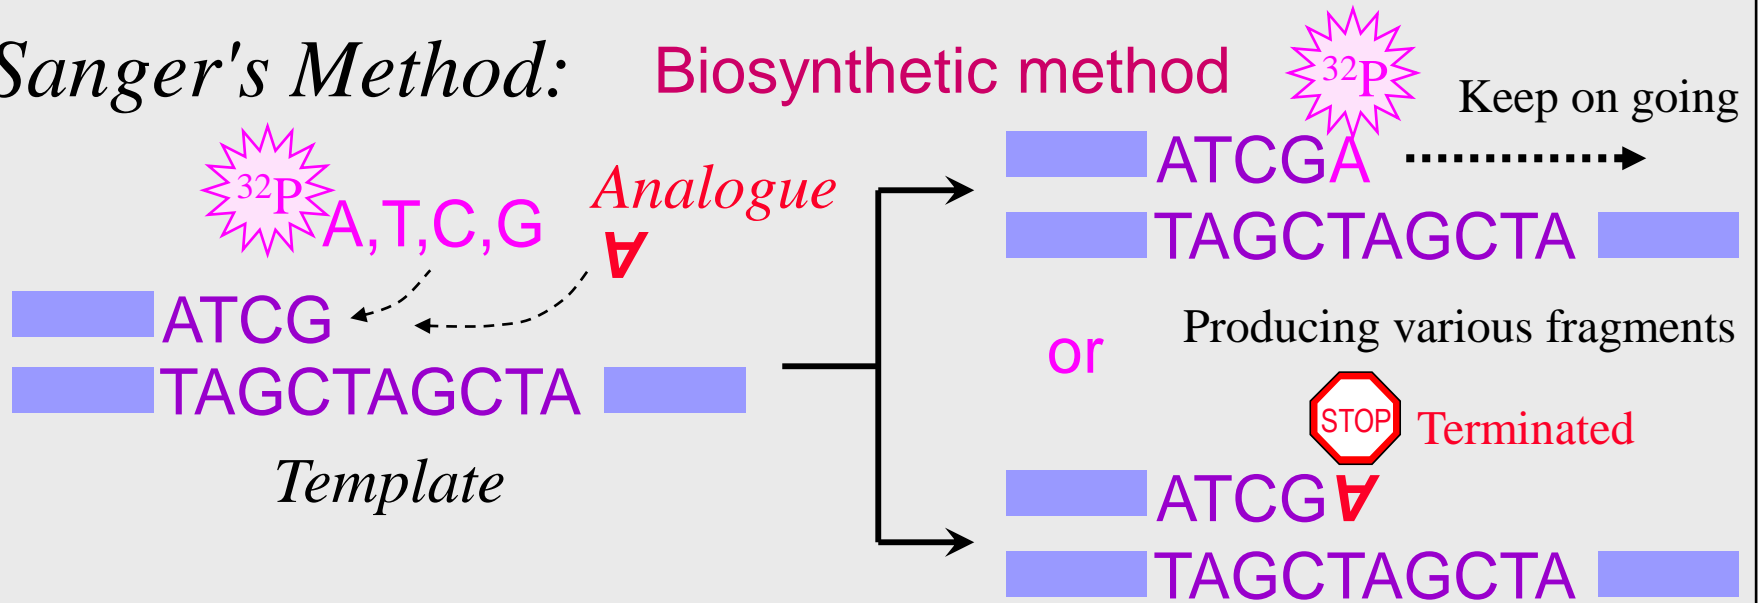 Sanger's Method:
Biosynthetic method
32P
Keep on going
ATCGA
TAGCTAGCTA
32P
A,T,C,G
Analogue
∀
ATCG
TAGCTAGCTA
Template
or
Producing various fragments
STOP
Terminated
ATCG∀
TAGCTAGCTA